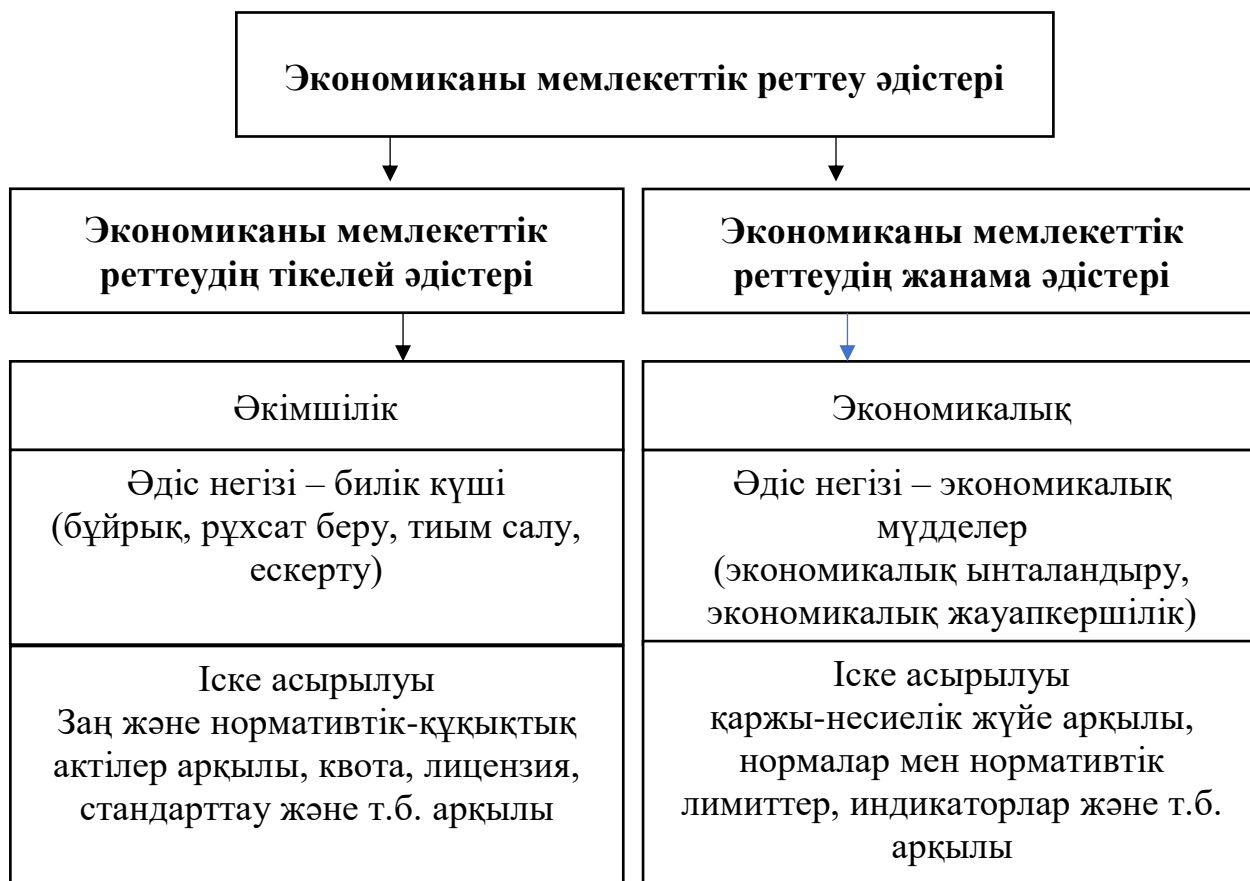 Экономиканы мемлекеттік реттеу әдістері
Экономиканы мемлекеттік
реттеудің тікелей әдістері
Экономиканы мемлекеттік
реттеудің жанама әдістері
Әкімшілік
Әдіс негізі – билік күші
(бұйрық, рұхсат беру, тиым салу,
ескерту)
Іске асырылуы
Заң және нормативтік-құқықтық
актілер арқылы, квота, лицензия,
стандарттау және т.б. арқылы
Экономикалық
Әдіс негізі – экономикалық
мүдделер
(экономикалық ынталандыру,
экономикалық жауапкершілік)
Іске асырылуы
қаржы-несиелік жүйе арқылы,
нормалар мен нормативтік
лимиттер, индикаторлар және т.б.
арқылы